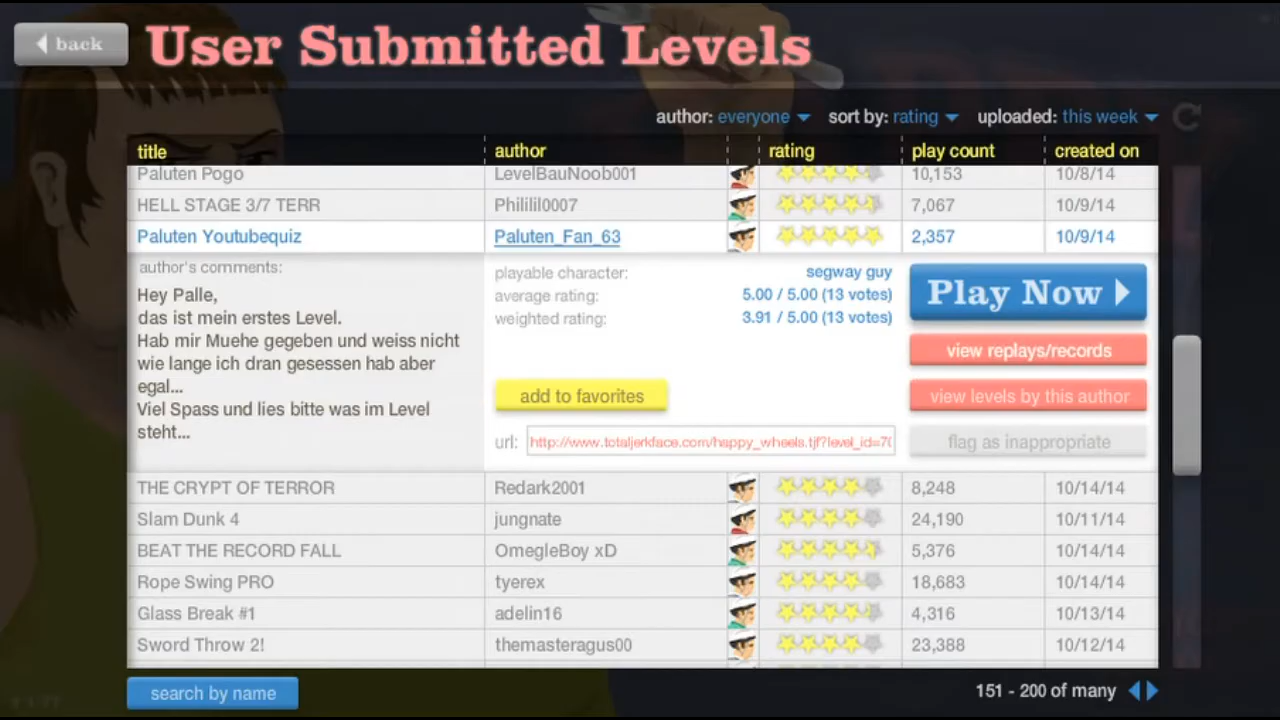 back
User Submitted Levels
author: everyone sort by: rating uploaded: this week
title author rating play count created on
Paluten Pogo LevelBauNoob001 10,153 10/8/14
HELL STAGE 3/7 TERR Phililil0007 7,067 10/9/14
Paluten Youtubequiz Paluten_Fan_63 2,357 10/9/14
author's comments:
Hey Palle,
das ist mein erstes Level.
Hab mir Muehe gegeben und weiss nicht
wie lange ich dran gesessen hab aber
egal...
Viel Spass und lies bitte was im Level
steht...
playable character: segway guy
average rating: 5.00 / 5.00 (13 votes)
weighted rating: 3.91 / 5.00 (13 votes)
add to favorites
url: http://www.totaljerkface.com/happy_wheels.tjf?level_id=70
Play Now
view replays/records
view levels by this author
flag as inappropriate
THE CRYPT OF TERROR Redark2001 8,248 10/14/14
Slam Dunk 4 jungnate 24,190 10/11/14
BEAT THE RECORD FALL OmegleBoy xD 5,376 10/14/14
Rope Swing PRO tyerex 18,683 10/14/14
Glass Break #1 adelin16 4,316 10/13/14
Sword Throw 2! themasteragus00 23,388 10/12/14
search by name
151 - 200 of many